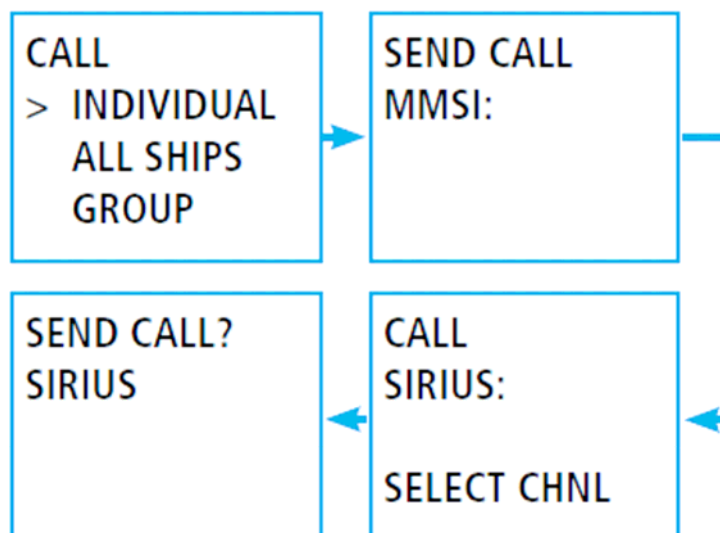 CALL
> INDIVIDUAL
ALL SHIPS
GROUP
SEND CALL
MMSI:
SEND CALL?
SIRIUS
CALL
SIRIUS:
SELECT CHNL